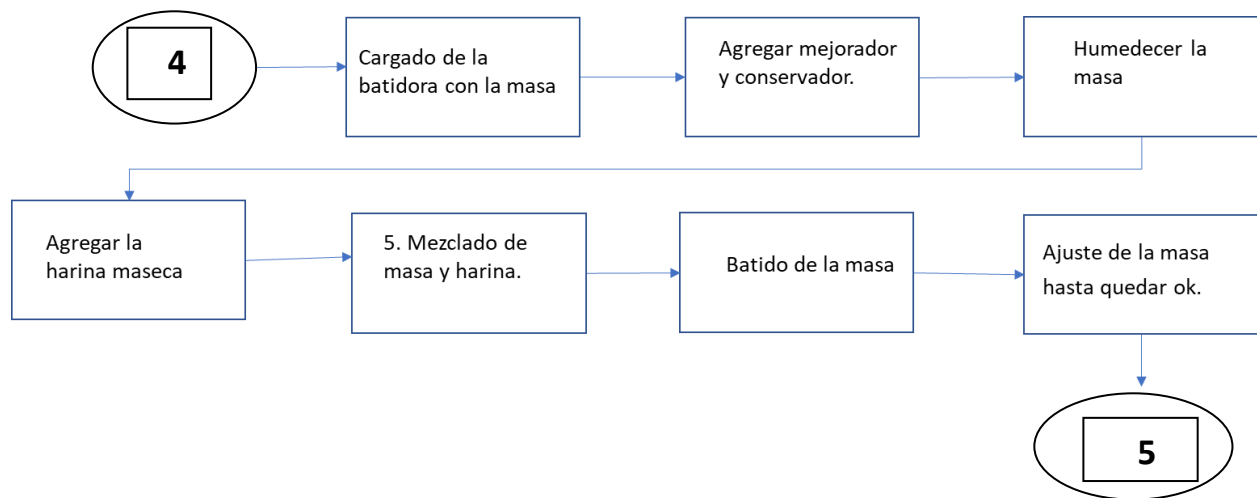 4
Cargado de la
batidora con la masa
Agregar mejorador
y conservador.
Humedecer la
masa
Agregar la
harina maseca
5. Mezclado de
masa y harina.
Batido de la masa
Ajuste de la masa
hasta quedar ok.
5